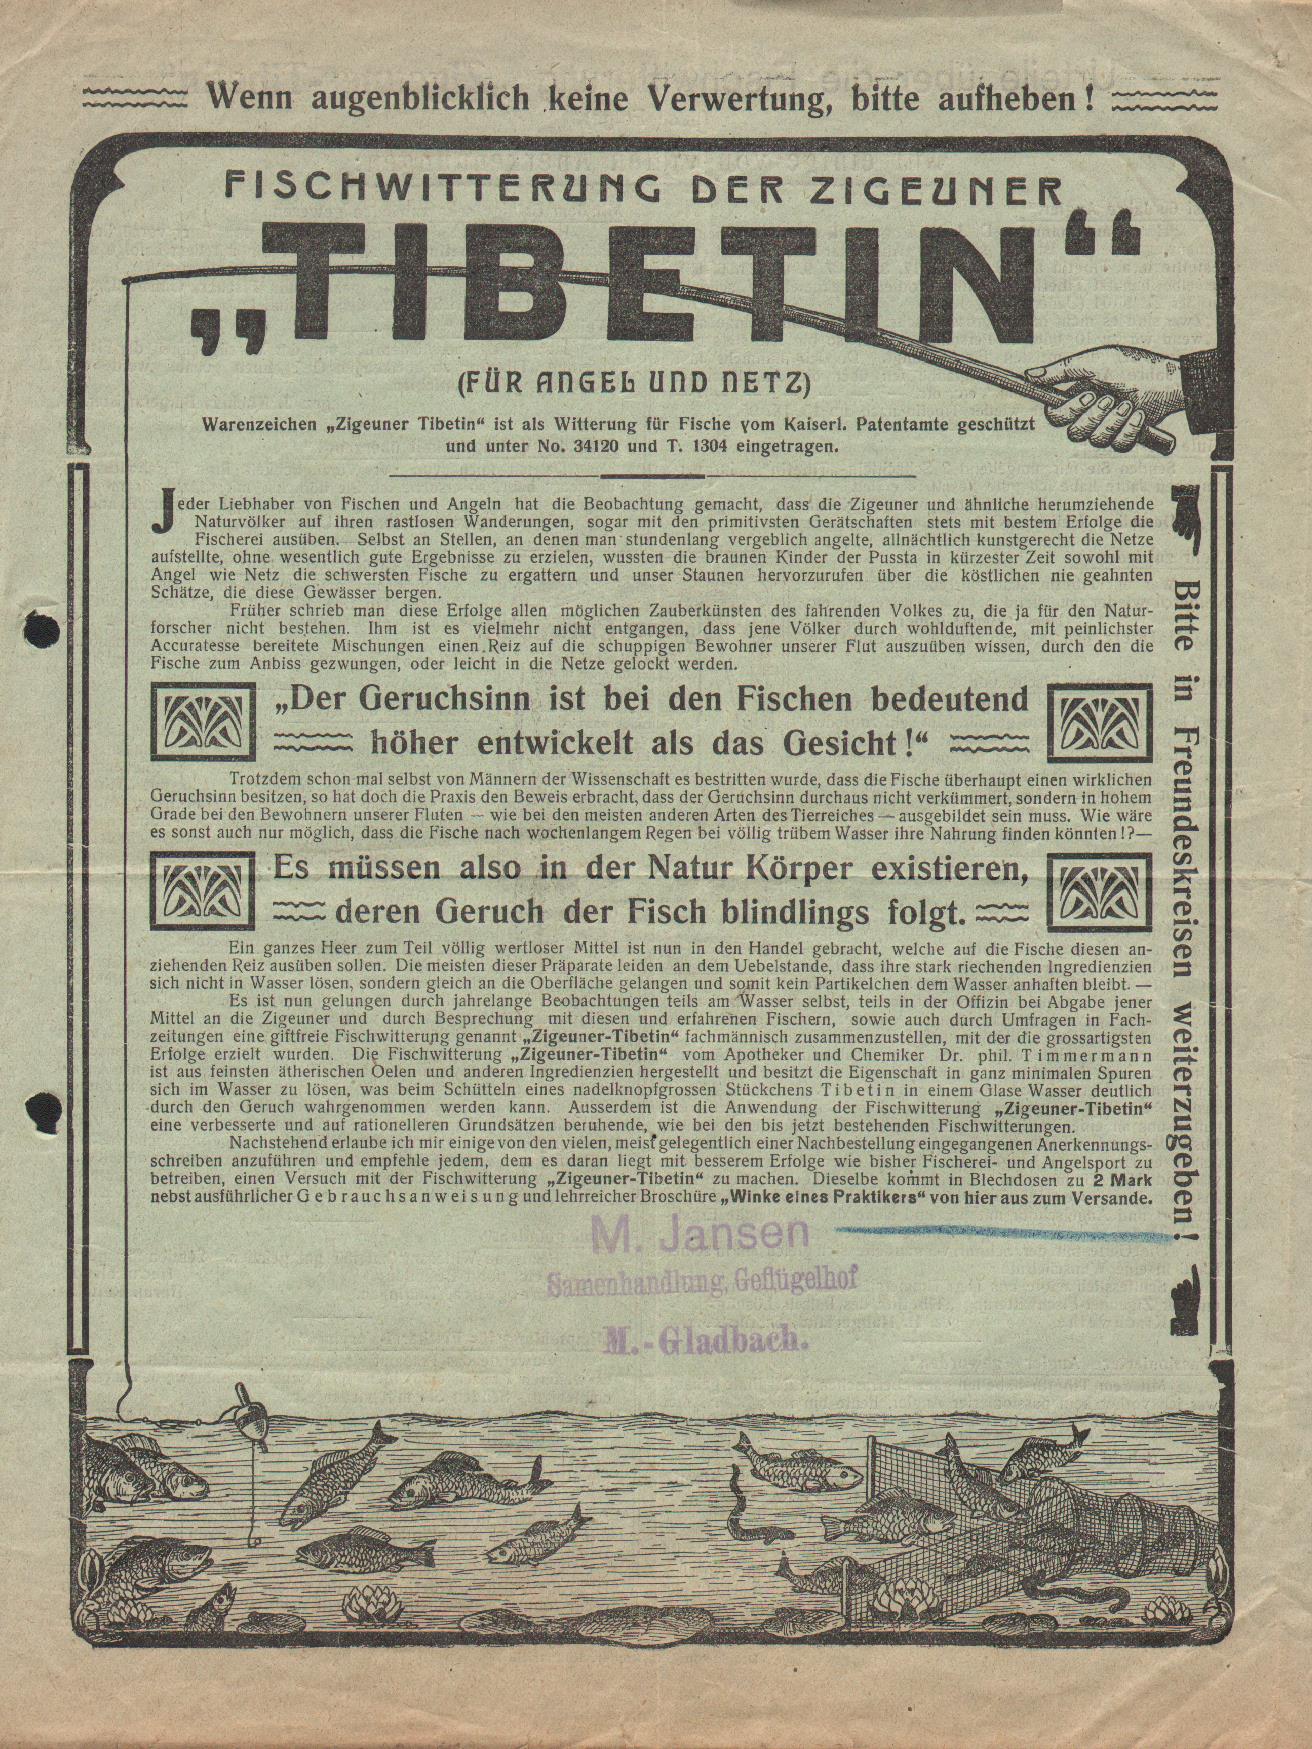 Wenn augenblicklich keine Verwertung, bitte aufheben!
FISCHWITTERUNG DER ZIGEUNER
„TIBETIN“
(FÜR ANGEL UND NETZ)
Warenzeichen „Zigeuner Tibetin“ ist als Witterung für Fische vom Kaiserl. Patentamte geschützt
und unter No. 34120 und T. 1304 eingetragen.
Jeder Liebhaber von Fischen und Angeln hat die Beobachtung gemacht, dass die Zigeuner und ähnliche herumziehende
Naturvölker auf ihren rastlosen Wanderungen, sogar mit den primitivsten Gerätschaften stets mit bestem Erfolge die
Fischerei ausüben. Selbst an Stellen, an denen man stundenlang vergeblich angelte, allnächtlich kunstgerecht die Netze
aufstellte, ohne wesentlich gute Ergebnisse zu erzielen, wussten die braunen Kinder der Pussta in kürzester Zeit sowohl mit
Angel wie Netz die schwersten Fische zu ergattern und unser Staunen hervorzurufen über die köstlichen nie geahnten
Schätze, die diese Gewässer bergen.
Früher schrieb man diese Erfolge allen möglichen Zauberkünsten des fahrenden Volkes zu, die ja für den Natur-
forscher nicht bestehen. Ihm ist es vielmehr nicht entgangen, dass jene Völker durch wohlduftende, mit peinlichster
Accuratesse bereitete Mischungen einen Reiz auf die schuppigen Bewohner unserer Flut auszuüben wissen, durch den die
Fische zum Anbiss gezwungen, oder leicht in die Netze gelockt werden.
„Der Geruchsinn ist bei den Fischen bedeutend
höher entwickelt als das Gesicht!“
Trotzdem schon mal selbst von Männern der Wissenschaft es bestritten wurde, dass die Fische überhaupt einen wirklichen
Geruchsinn besitzen, so hat doch die Praxis den Beweis erbracht, dass der Geruchsinn durchaus nicht verkümmert, sondern in hohem
Grade bei den Bewohnern unserer Fluten — wie bei den meisten anderen Arten des Tierreiches — ausgebildet sein muss. Wie wäre
es sonst auch nur möglich, dass die Fische nach wochenlangem Regen bei völlig trübem Wasser ihre Nahrung finden könnten!?—
Es müssen also in der Natur Körper existieren,
deren Geruch der Fisch blindlings folgt.
Ein ganzes Heer zum Teil völlig wertloser Mittel ist nun in den Handel gebracht, welche auf die Fische diesen an-
ziehenden Reiz ausüben sollen. Die meisten dieser Präparate leiden an dem Uebelstande, dass ihre stark riechenden Ingredienzien
sich nicht in Wasser lösen, sondern gleich an die Oberfläche gelangen und somit kein Partikelchen dem Wasser anhaften bleibt. —
Es ist nun gelungen durch jahrelange Beobachtungen teils am Wasser selbst, teils in der Offizin bei Abgabe jener
Mittel an die Zigeuner und durch Besprechung mit diesen und erfahrenen Fischern, sowie auch durch Umfragen in Fach-
zeitungen eine giftfreie Fischwitterung genannt „Zigeuner-Tibetin“ fachmännisch zusammenzustellen, mit der die grossartigsten
Erfolge erzielt wurden. Die Fischwitterung „Zigeuner-Tibetin“ vom Apotheker und Chemiker Dr. phil. Timmermann
ist aus feinsten ätherischen Oelen und anderen Ingredienzien hergestellt und besitzt die Eigenschaft in ganz minimalen Spuren
sich im Wasser zu lösen, was beim Schütteln eines nadelknopfgrossen Stückchens Tibetin in einem Glase Wasser deutlich
durch den Geruch wahrgenommen werden kann. Ausserdem ist die Anwendung der Fischwitterung „Zigeuner-Tibetin“
eine verbesserte und auf rationelleren Grundsätzen beruhende, wie bei den bis jetzt bestehenden Fischwitterungen.
Nachstehend erlaube ich mir einige von den vielen, meist gelegentlich einer Nachbestellung eingegangenen Anerkennungs-
schreiben anzuführen und empfehle jedem, dem es daran liegt mit besserem Erfolge wie bisher Fischerei- und Angelsport zu
betreiben, einen Versuch mit der Fischwitterung „Zigeuner-Tibetin“ zu machen. Dieselbe kommt in Blechdosen zu 2 Mark
nebst ausführlicher Gebrauchsanweisung und lehrreicher Broschüre „Winke eines Praktikers“ von hier aus zum Versande.
Bitte in Freundeskreisen weiterzugeben!
M. Jansen
Samenhandlung, Geflügelhof
M.-Gladbach.